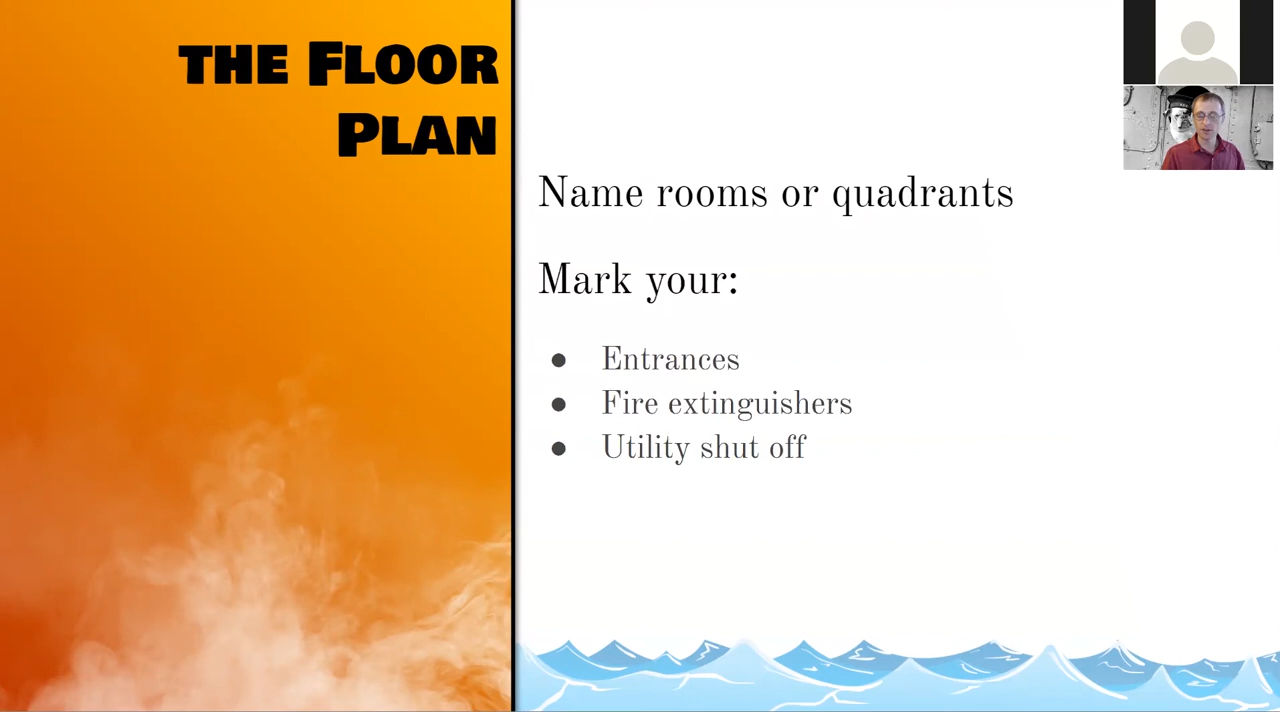 THE FLOOR
PLAN
Name rooms or quadrants
Mark your:
● Entrances
● Fire extinguishers
● Utility shut off